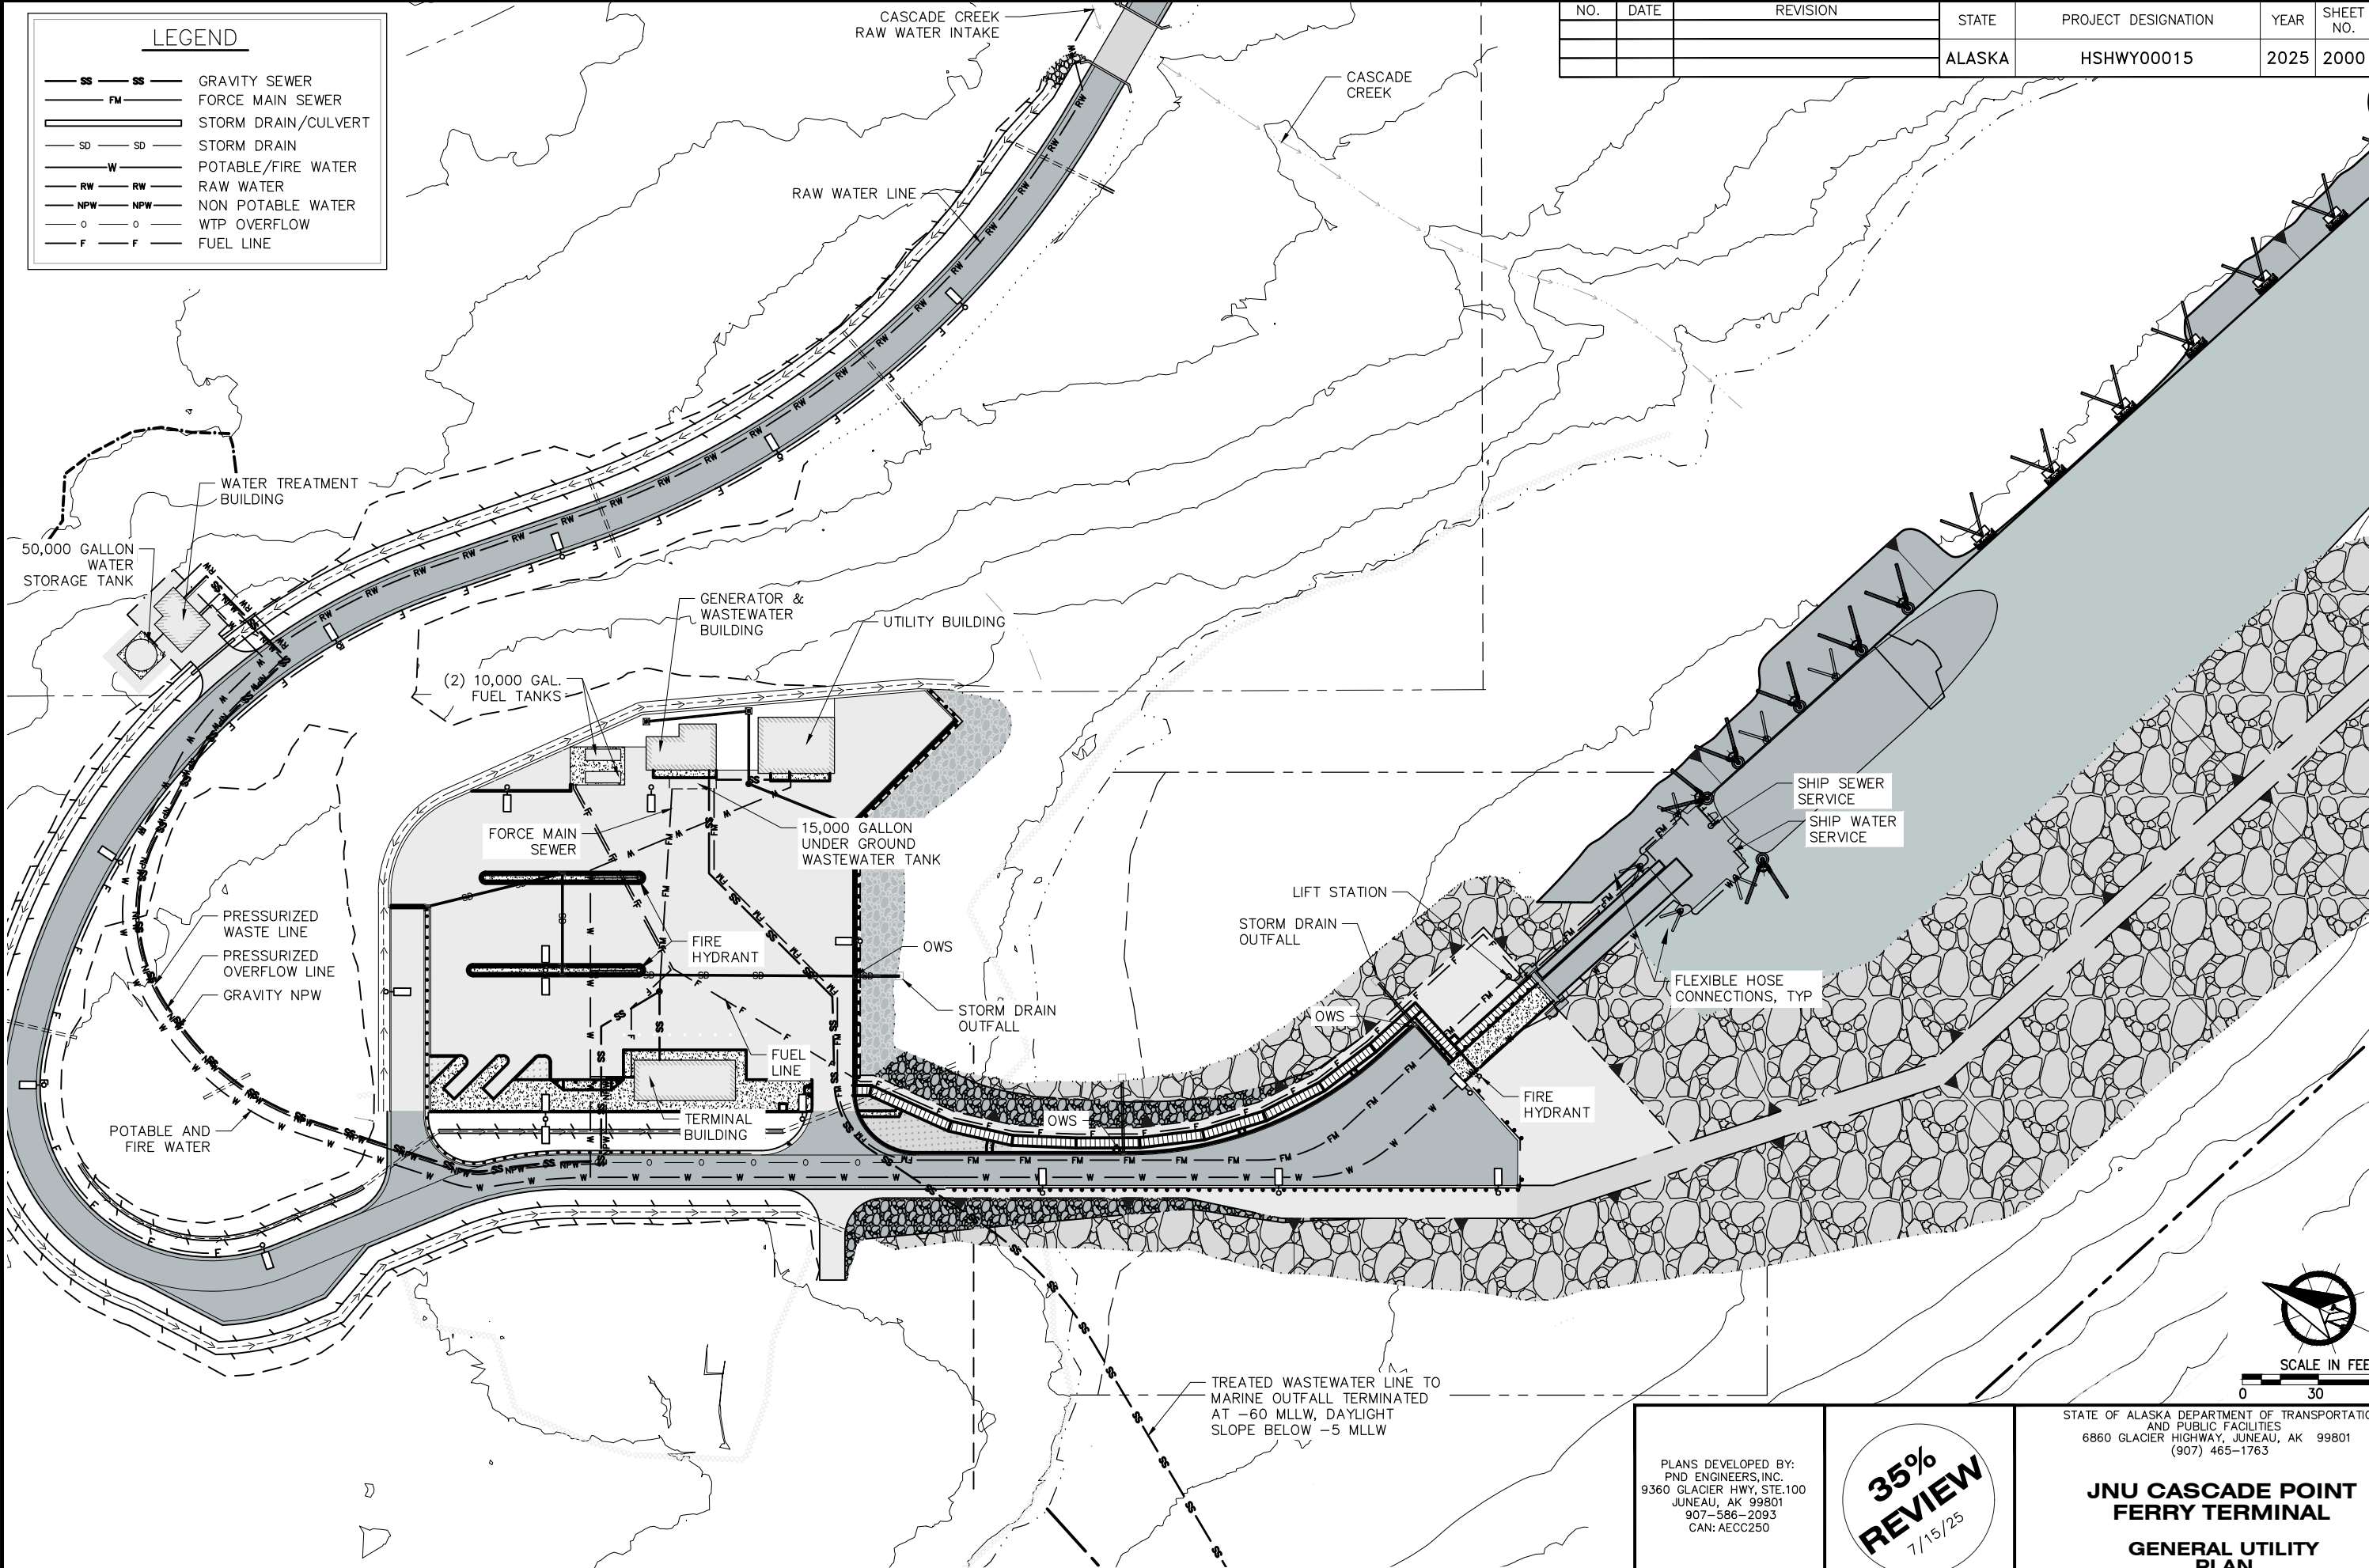 LEGEND
SS SS GRAVITY SEWER
FM FORCE MAIN SEWER
STORM DRAIN/CULVERT
SD SD STORM DRAIN
W POTABLE/FIRE WATER
RW RW RAW WATER
NPW NPW NON POTABLE WATER
O O WTP OVERFLOW
F F FUEL LINE
NO. DATE REVISION
STATE PROJECT DESIGNATION YEAR SHEET NO.
ALASKA HSHWY00015 2025 2000
CASCADE CREEK
RAW WATER INTAKE
CASCADE
CREEK
RAW WATER LINE
WATER TREATMENT
BUILDING
50,000 GALLON
WATER
STORAGE TANK
GENERATOR &
WASTEWATER
BUILDING
UTILITY BUILDING
(2) 10,000 GAL.
FUEL TANKS
FORCE MAIN
SEWER
15,000 GALLON
UNDER GROUND
WASTEWATER TANK
SHIP SEWER
SERVICE
SHIP WATER
SERVICE
LIFT STATION
STORM DRAIN
OUTFALL
PRESSURIZED
WASTE LINE
PRESSURIZED
OVERFLOW LINE
GRAVITY NPW
FIRE
HYDRANT
OWS
STORM DRAIN
OUTFALL
FLEXIBLE HOSE
CONNECTIONS, TYP
OWS
FUEL
LINE
TERMINAL
BUILDING
OWS
FIRE
HYDRANT
POTABLE AND
FIRE WATER
TREATED WASTEWATER LINE TO
MARINE OUTFALL TERMINATED
AT -60 MLLW, DAYLIGHT
SLOPE BELOW -5 MLLW
SCALE IN FEE
0 30
PLANS DEVELOPED BY:
PND ENGINEERS, INC.
9360 GLACIER HWY, STE.100
JUNEAU, AK 99801
907-586-2093
CAN: AECC250
35%
REVIEW
7/15/25
STATE OF ALASKA DEPARTMENT OF TRANSPORTATIO
AND PUBLIC FACILITIES
6860 GLACIER HIGHWAY, JUNEAU, AK 99801
(907) 465-1763
JNU CASCADE POINT
FERRY TERMINAL
GENERAL UTILITY
PLAN